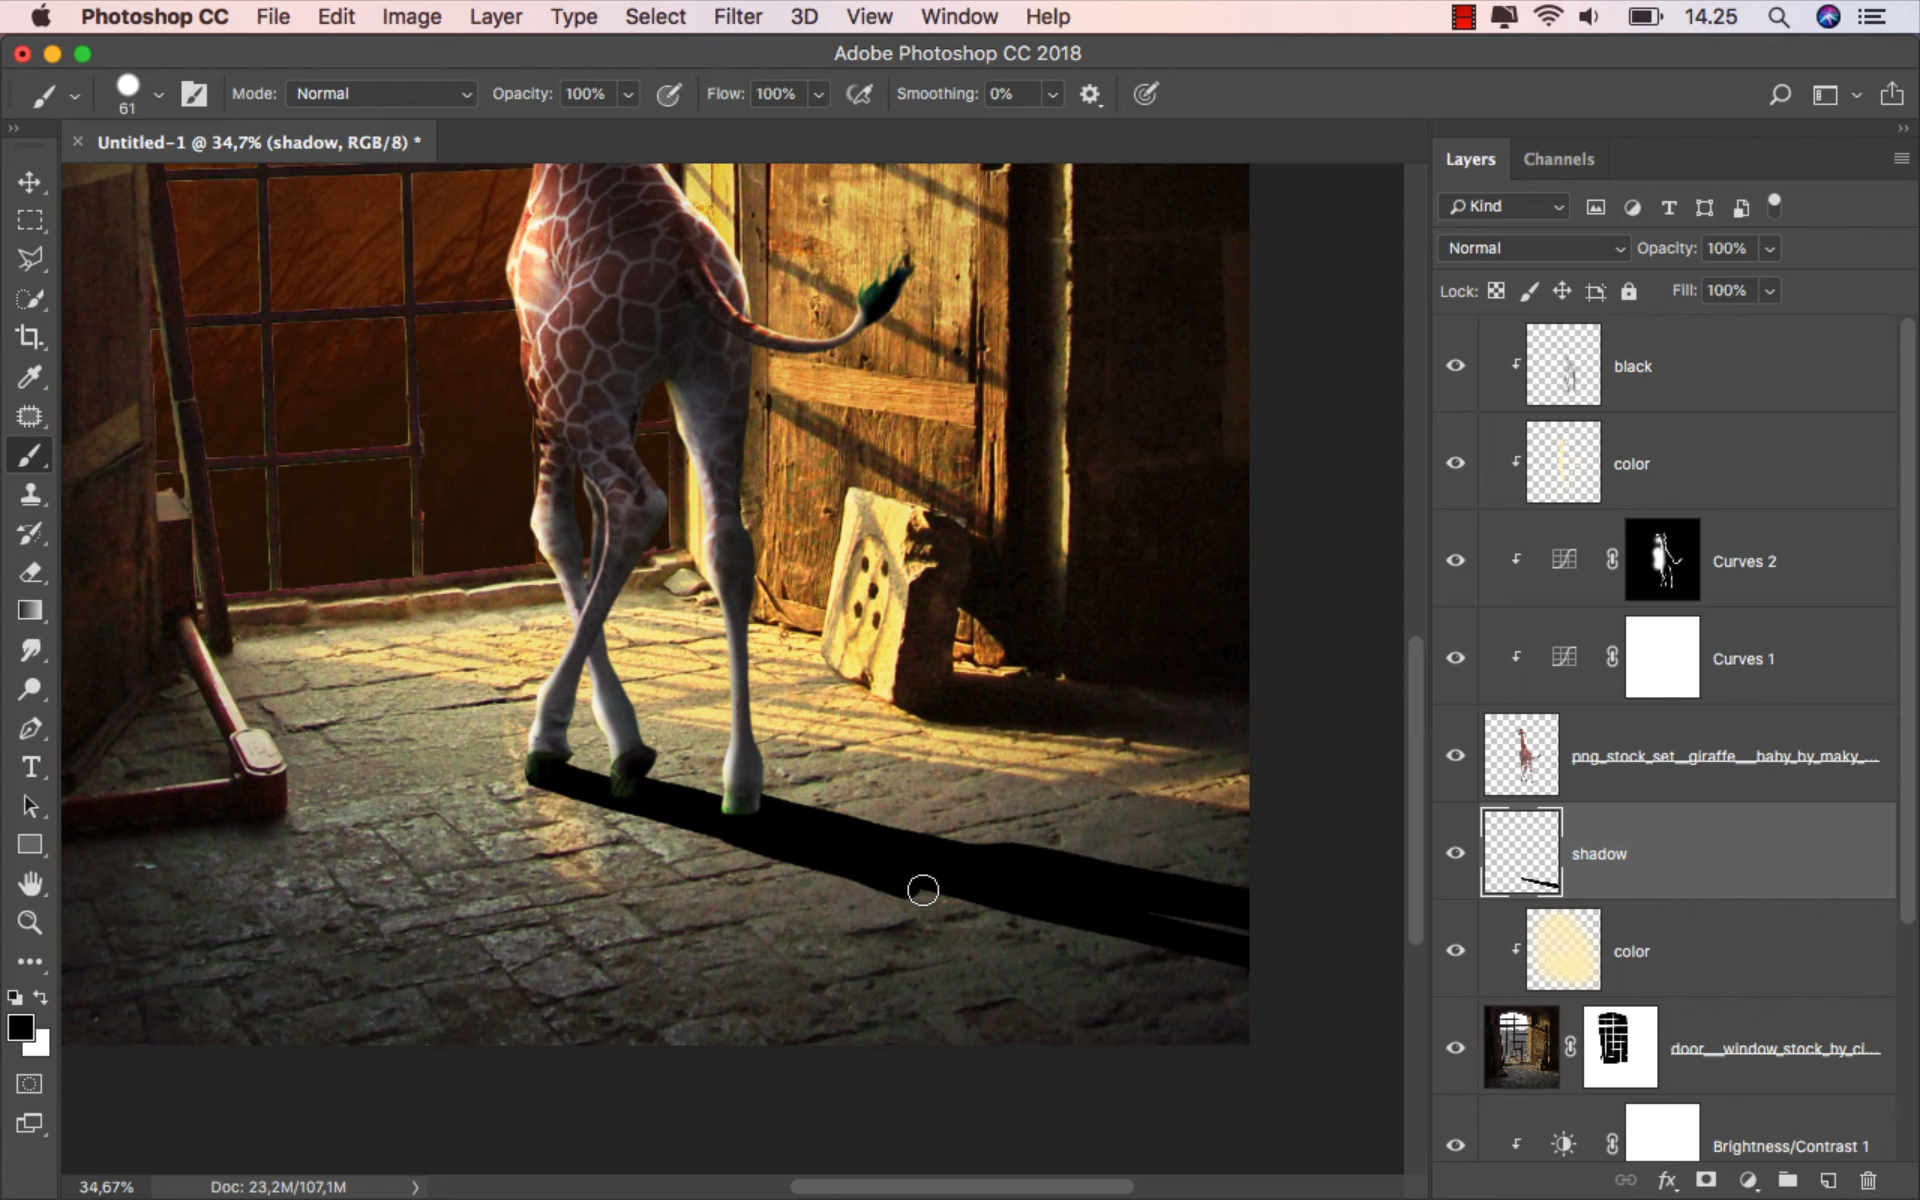 Photoshop CC File Edit Image Layer Type Select Filter 3D View Window Help 14.25
Adobe Photoshop CC 2018
61 Mode: Normal Opacity: 100% Flow: 100% Smoothing: 0%
Untitled-1 @ 34,7% (shadow, RGB/8) *
Layers Channels
Kind
Normal Opacity: 100%
Lock: Fill: 100%
black
color
Curves 2
Curves 1
png_stock_set__giraffe___baby_by_maky_...
shadow
color
door___window_stock_by_ci...
Brightness/Contrast 1
34,67% Doc: 23,2M/107,1M